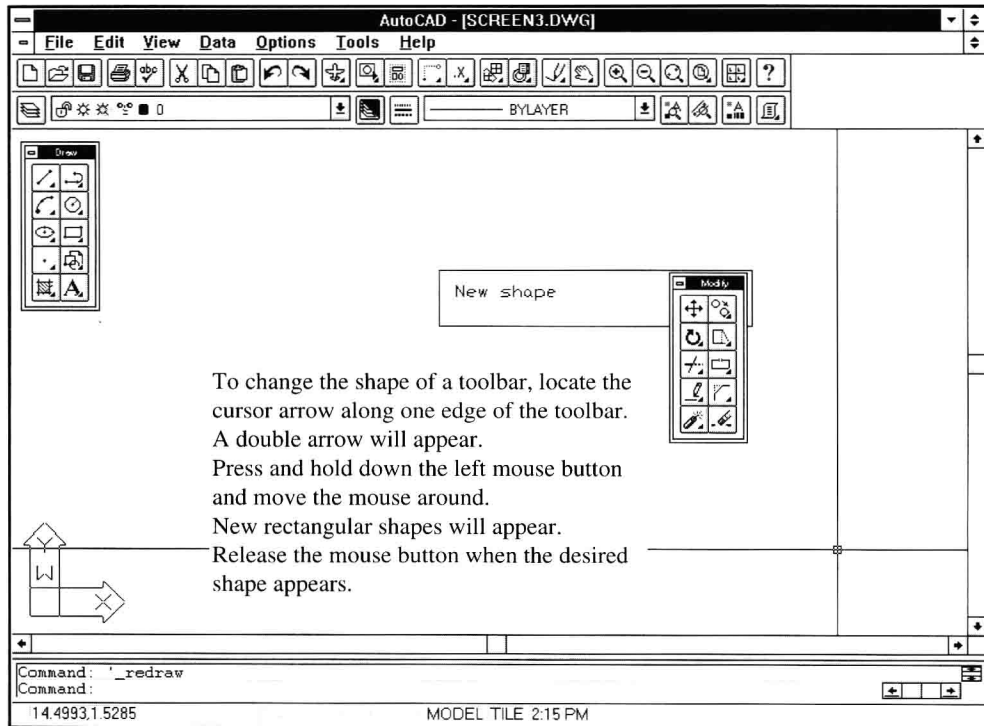 AutoCAD - [SCREEN3.DWG]
File Edit View Data Options Tools Help
abc .X ?
0 BYLAYER A A
Draw
A
New shape
Modify
To change the shape of a toolbar, locate the
cursor arrow along one edge of the toolbar.
A double arrow will appear.
Press and hold down the left mouse button
and move the mouse around.
New rectangular shapes will appear.
Release the mouse button when the desired
shape appears.
Y
W
X
Command: '_redraw
Command:
14.4993,1.5285 MODEL TILE 2:15 PM